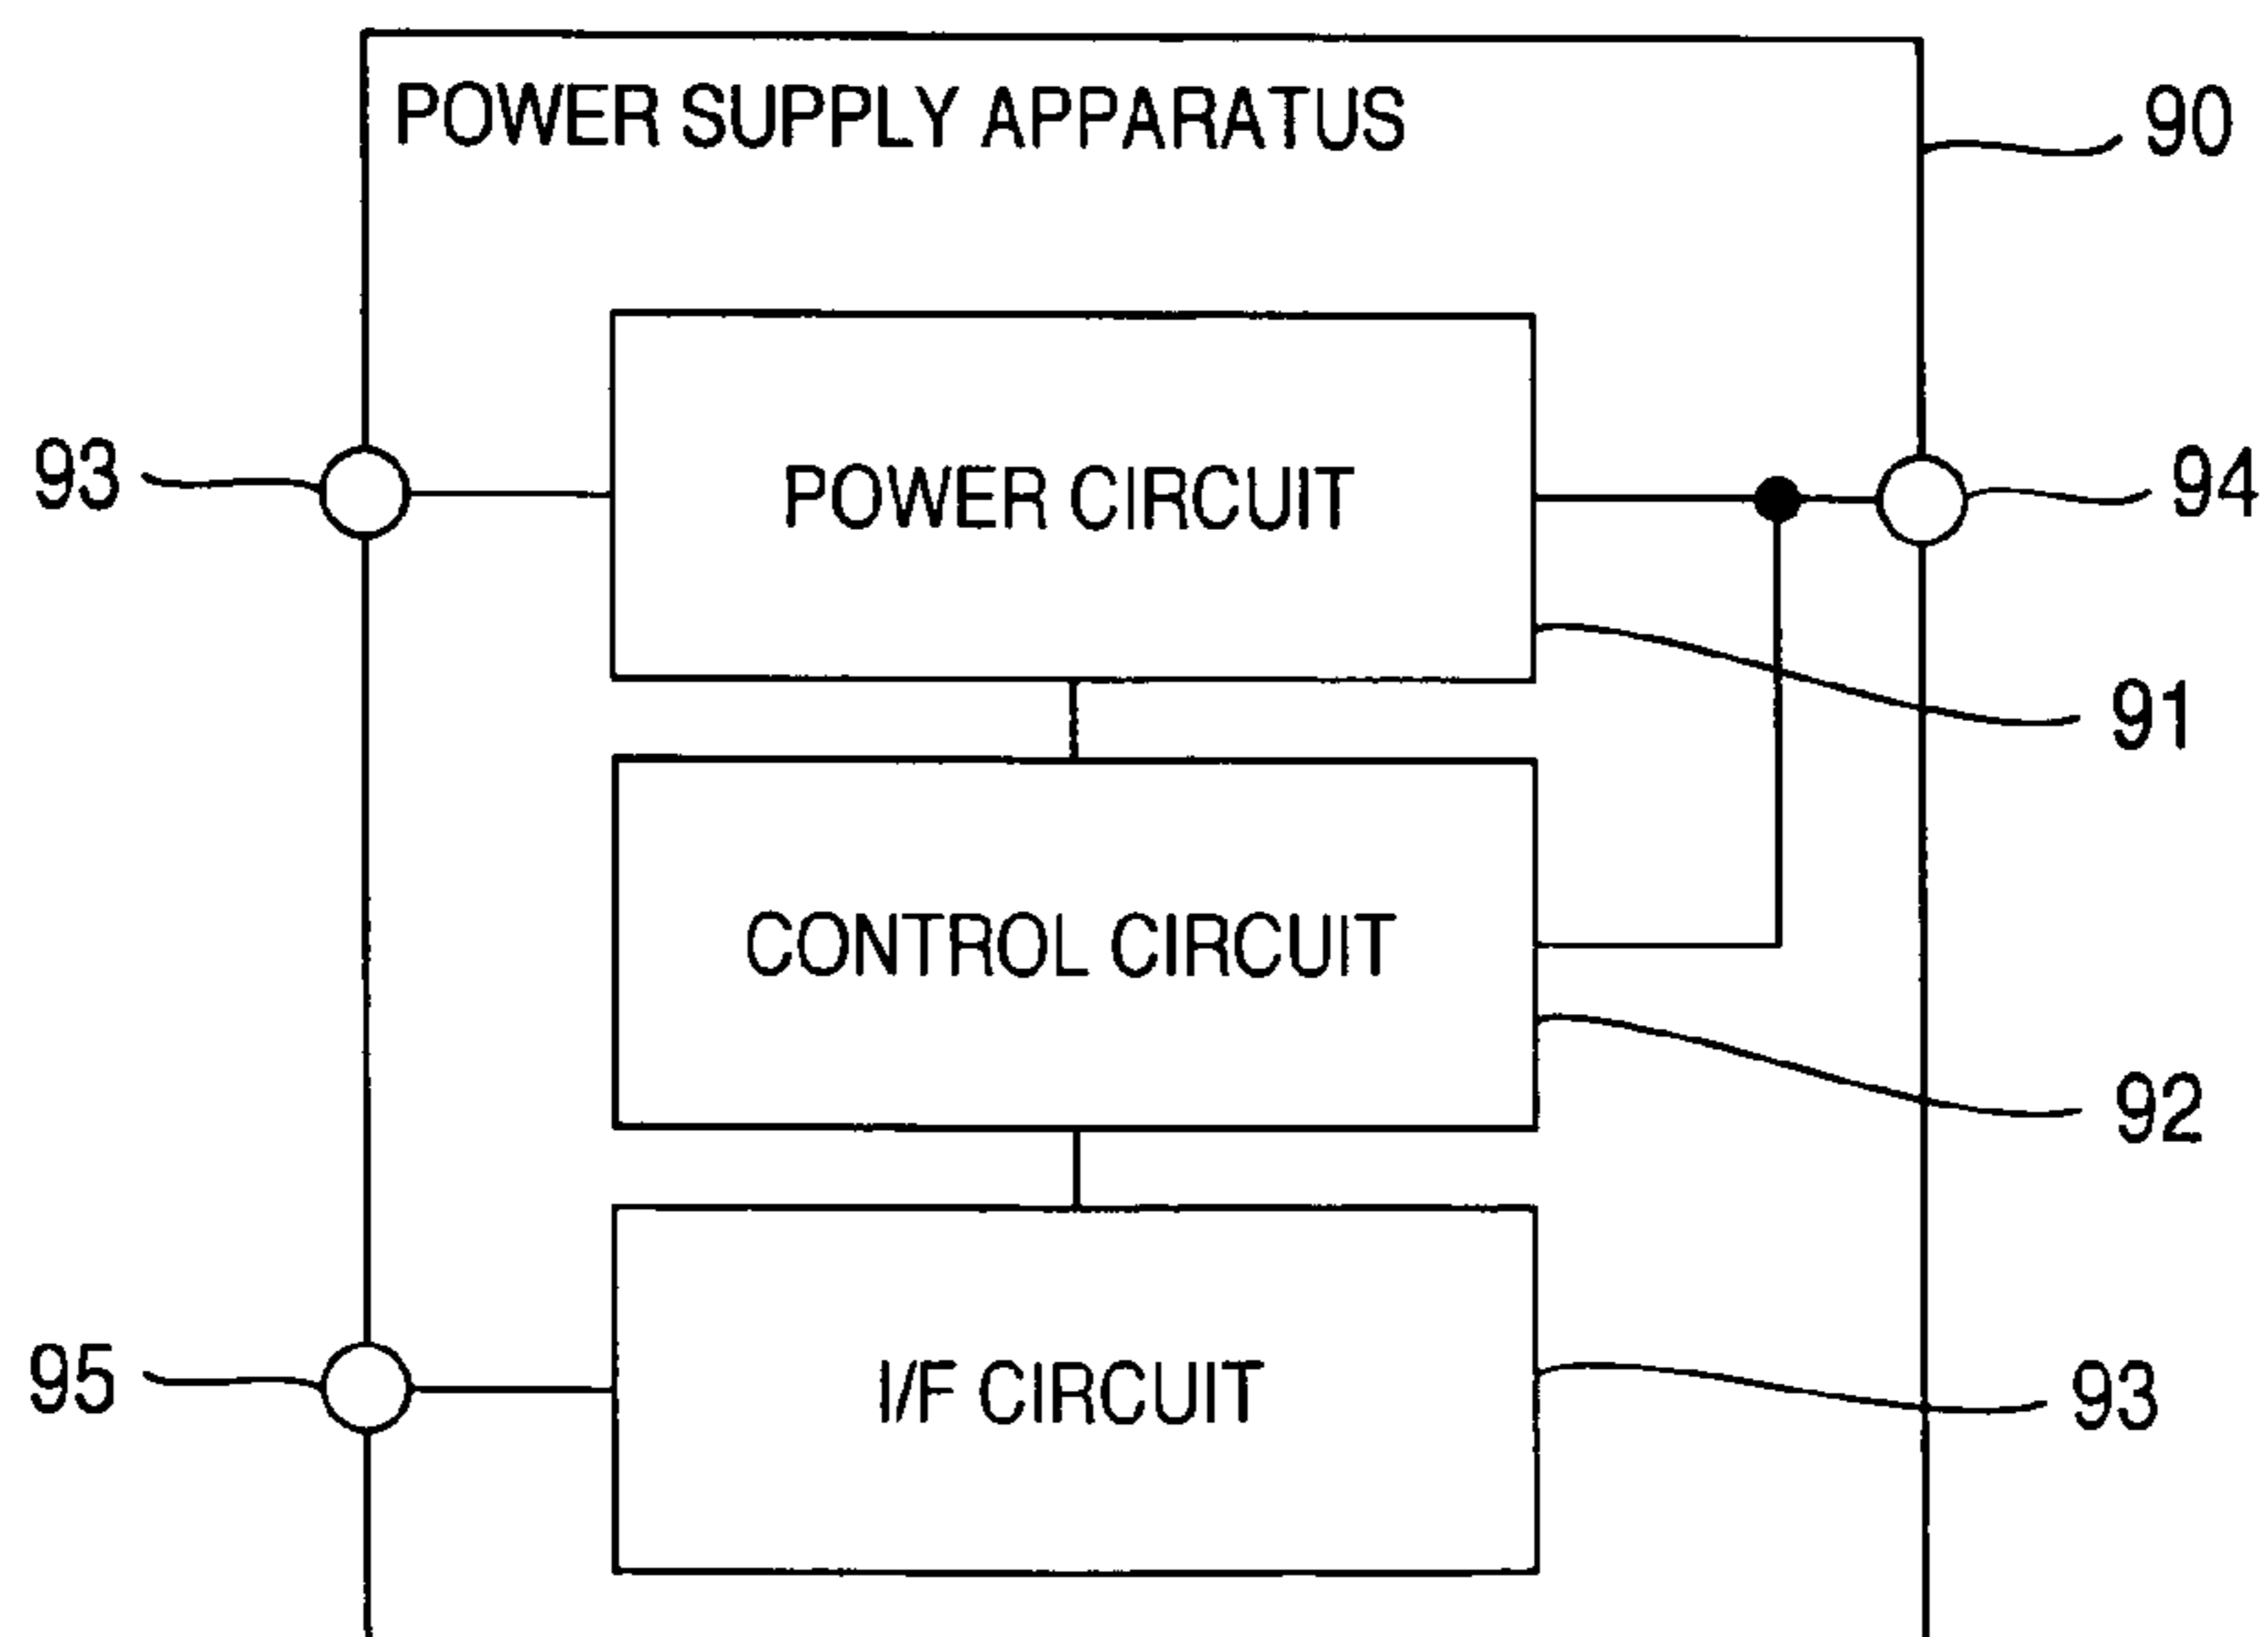 POWER SUPPLY APPARATUS
90
93
POWER CIRCUIT
94
91
CONTROL CIRCUIT
92
95
I/F CIRCUIT
93